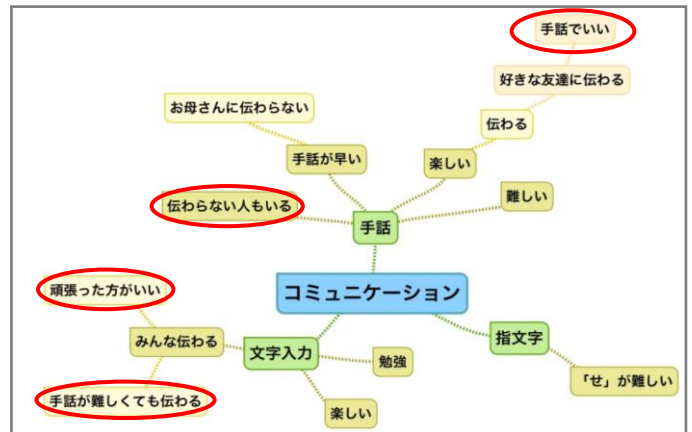 手話でいい
好きな友達に伝わる
お母さんに伝わらない
伝わる
手話が早い
楽しい
伝わらない人もいる
難しい
手話
コミュニケーション
頑張った方がいい
指文字
みんな伝わる
文字入力
勉強
「せ」が難しい
手話が難しくても伝わる
楽しい